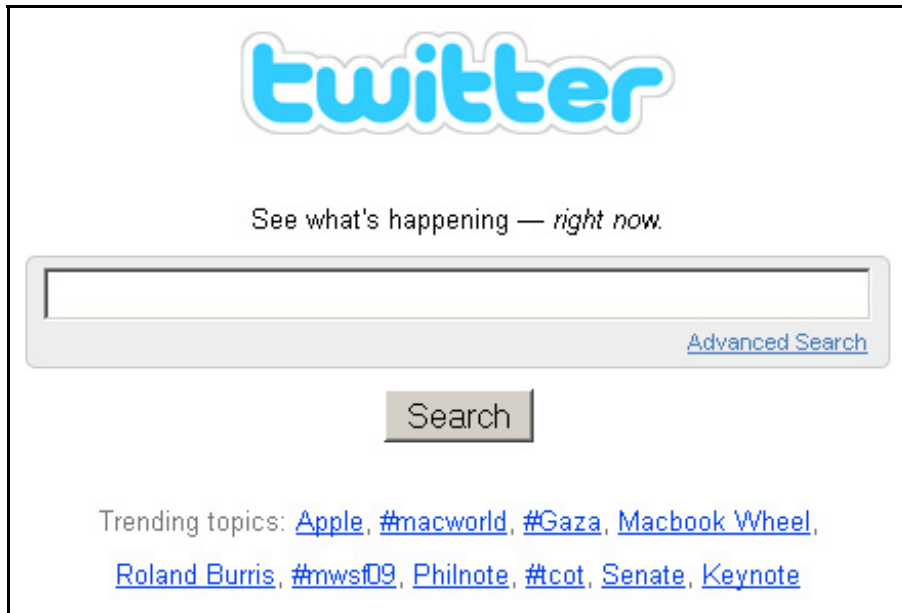 twitter
See what's happening — right now.
Advanced Search
Search
Trending topics: Apple, #macworld, #Gaza, Macbook Wheel,
Roland Burris, #mwsf09, Philnote, #tcot, Senate, Keynote